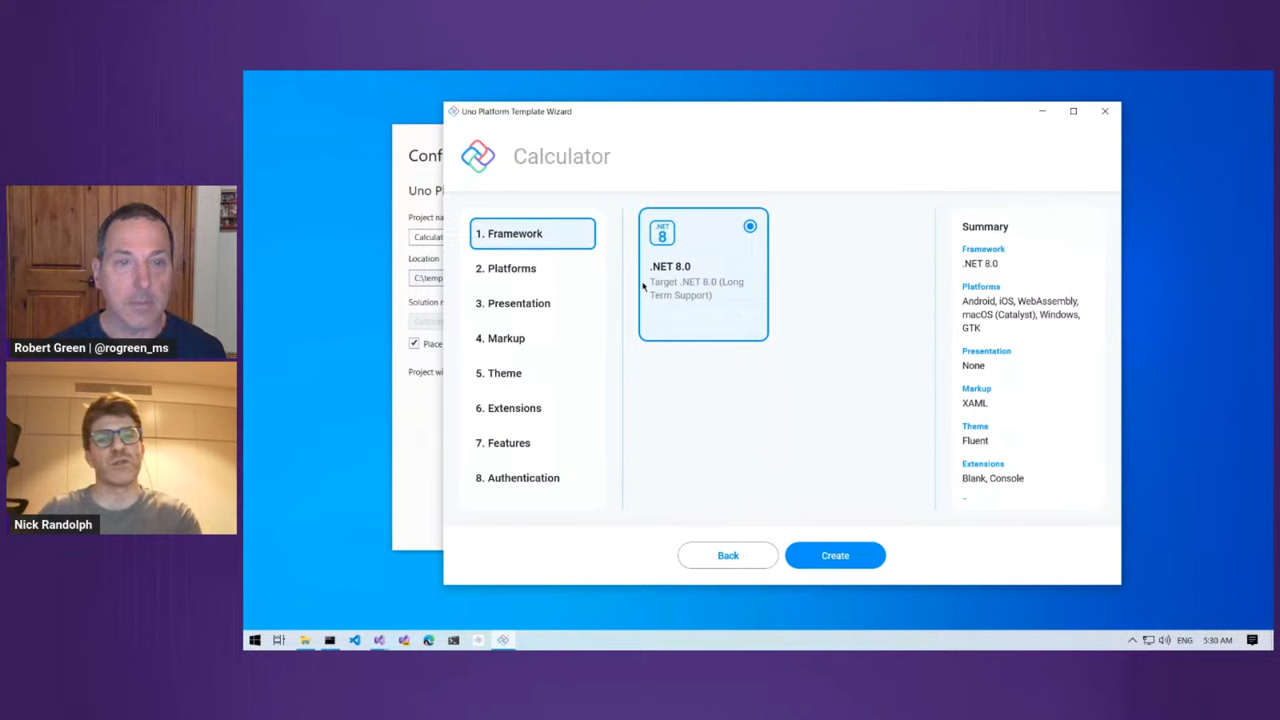 Robert Green | @rogreen_ms
Nick Randolph
Conf
Uno Pl
Project na
Calculat
Location
C:\temp
Solution n
Place
Project wi
Uno Platform Template Wizard
Calculator
1. Framework
2. Platforms
3. Presentation
4. Markup
5. Theme
6. Extensions
7. Features
8. Authentication
.NET
8
.NET 8.0
Target .NET 8.0 (Long
Term Support)
Summary
Framework
.NET 8.0
Platforms
Android, iOS, WebAssembly,
macOS (Catalyst), Windows,
GTK
Presentation
None
Markup
XAML
Theme
Fluent
Extensions
Blank, Console
Back
Create
ENG
5:30 AM